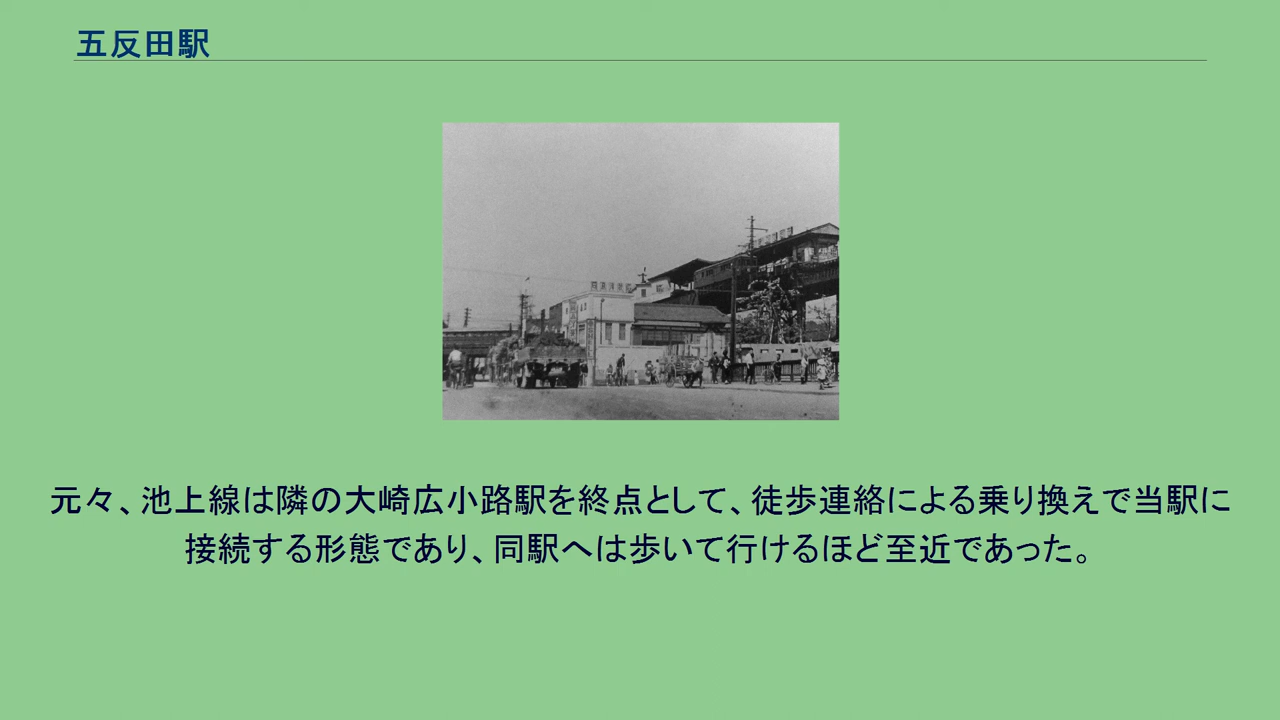 五反田駅
元々、池上線は隣の大崎広小路駅を終点として、徒歩連絡による乗り換えで当駅に
接続する形態であり、同駅へは歩いて行けるほど至近であった。